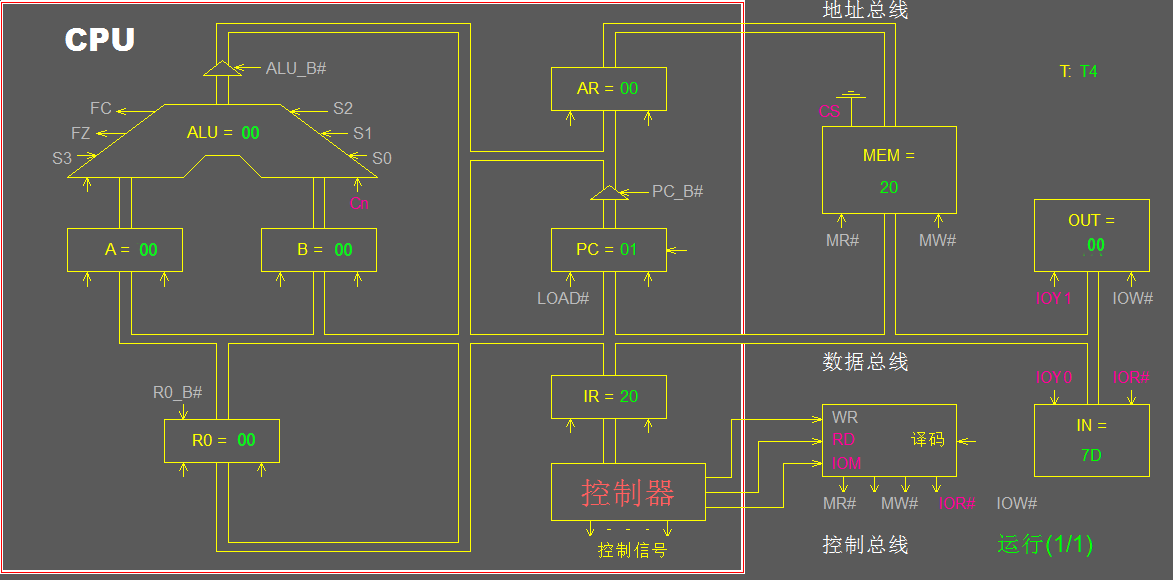 地址总线
CPU
ALU_B#
T: T4
AR = 00
FC
S2
CS
FZ
ALU = 00
S1
MEM =
20
S3
S0
Cn
PC_B#
OUT =
00
A = 00
B = 00
PC = 01
MR#
MW#
LOAD#
IOY1
IOW#
数据总线
R0_B#
IOY0
IOR#
IR = 20
R0 = 00
WR
RD
IOM
译码
IN =
7D
控制器
- - -
MR#
MW#
IOR#
IOW#
控制信号
控制总线
运行(1/1)